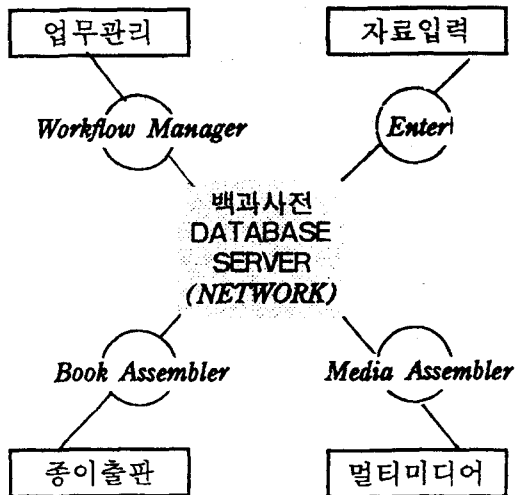 업무관리
자료입력
Workflow Manager
Enter
백과사전
DATABASE
SERVER
(NETWORK)
Book Assembler
Media Assembler
종이출판
멀티미디어